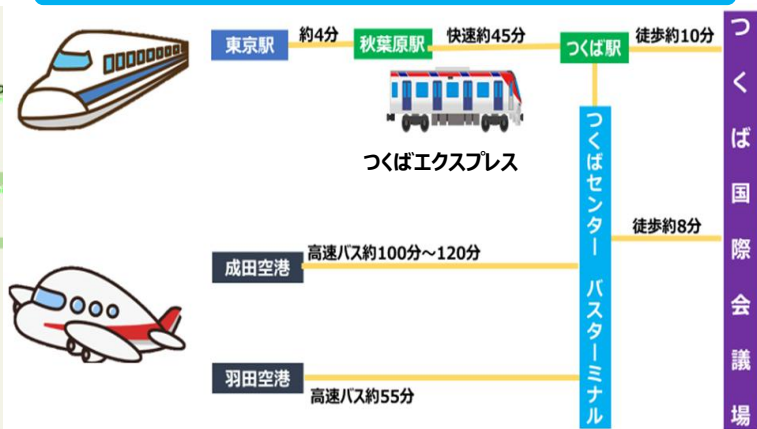 東京駅
約4分
秋葉原駅
快速約45分
つくば駅
徒歩約10分
つくばエクスプレス
つくばセンター バスターミナル
徒歩約8分
成田空港
高速バス約100分～120分
羽田空港
高速バス約55分
つくば国際会議場